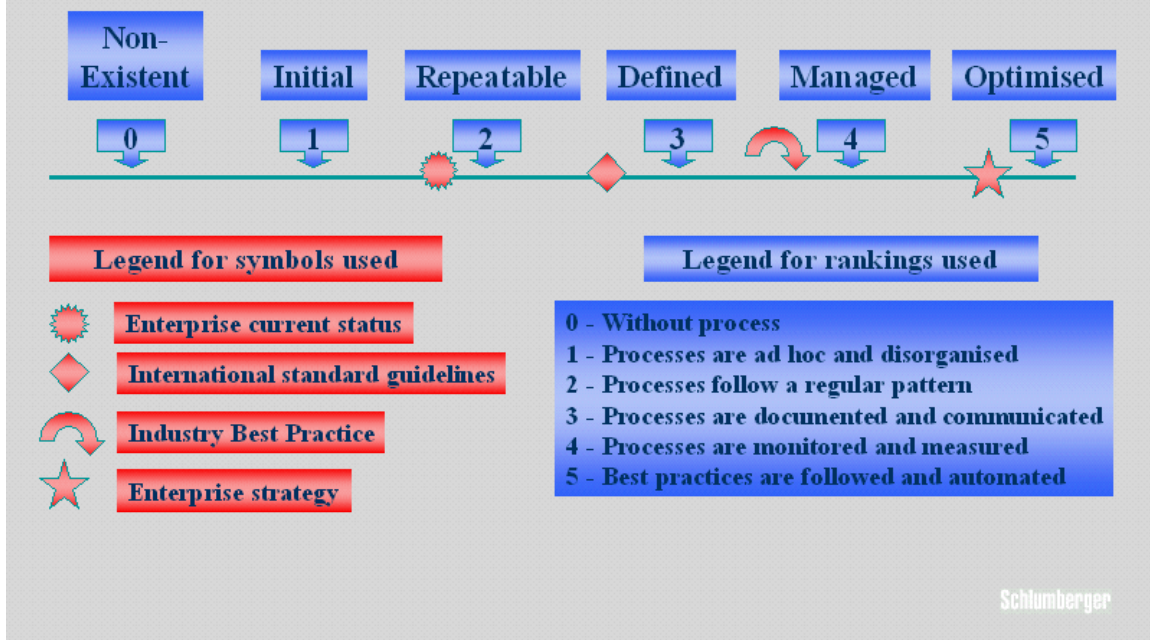 Non-
Existent
Initial
Repeatable
Defined
Managed
Optimised
0
1
2
3
4
5
Legend for symbols used
Enterprise current status
International standard guidelines
Industry Best Practice
Enterprise strategy
Legend for rankings used
0 - Without process
1 - Processes are ad hoc and disorganised
2 - Processes follow a regular pattern
3 - Processes are documented and communicated
4 - Processes are monitored and measured
5 - Best practices are followed and automated
Schlumberger